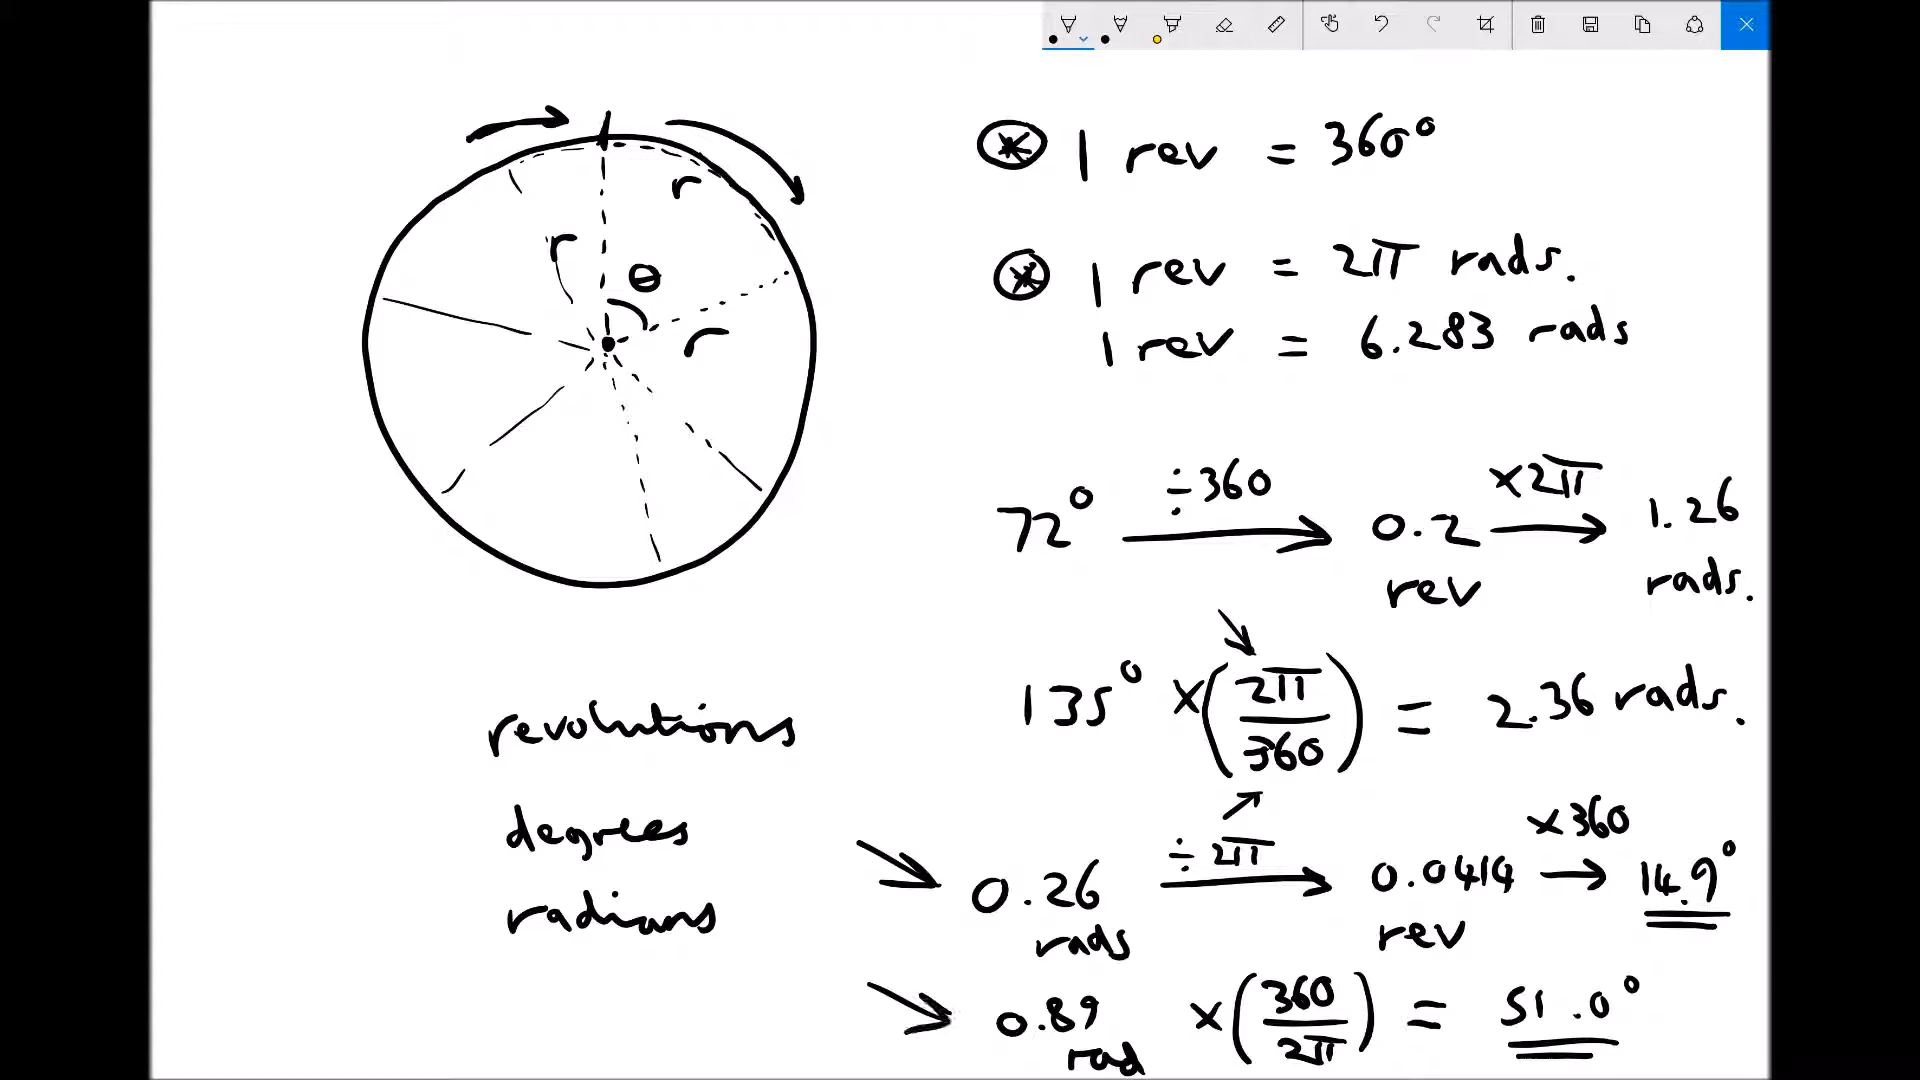 r
r
θ
r
revolutions
degrees
radians
1 rev = 360°
1 rev = 2π rads.
1 rev = 6.283 rads
72° ÷360 → 0.2 rev ×2π → 1.26 rads.
135° × (2π/360) = 2.36 rads.
0.26 rads ÷2π → 0.0414 rev ×360 → 14.9°
0.89 rad × (360/2π) = 51.0°